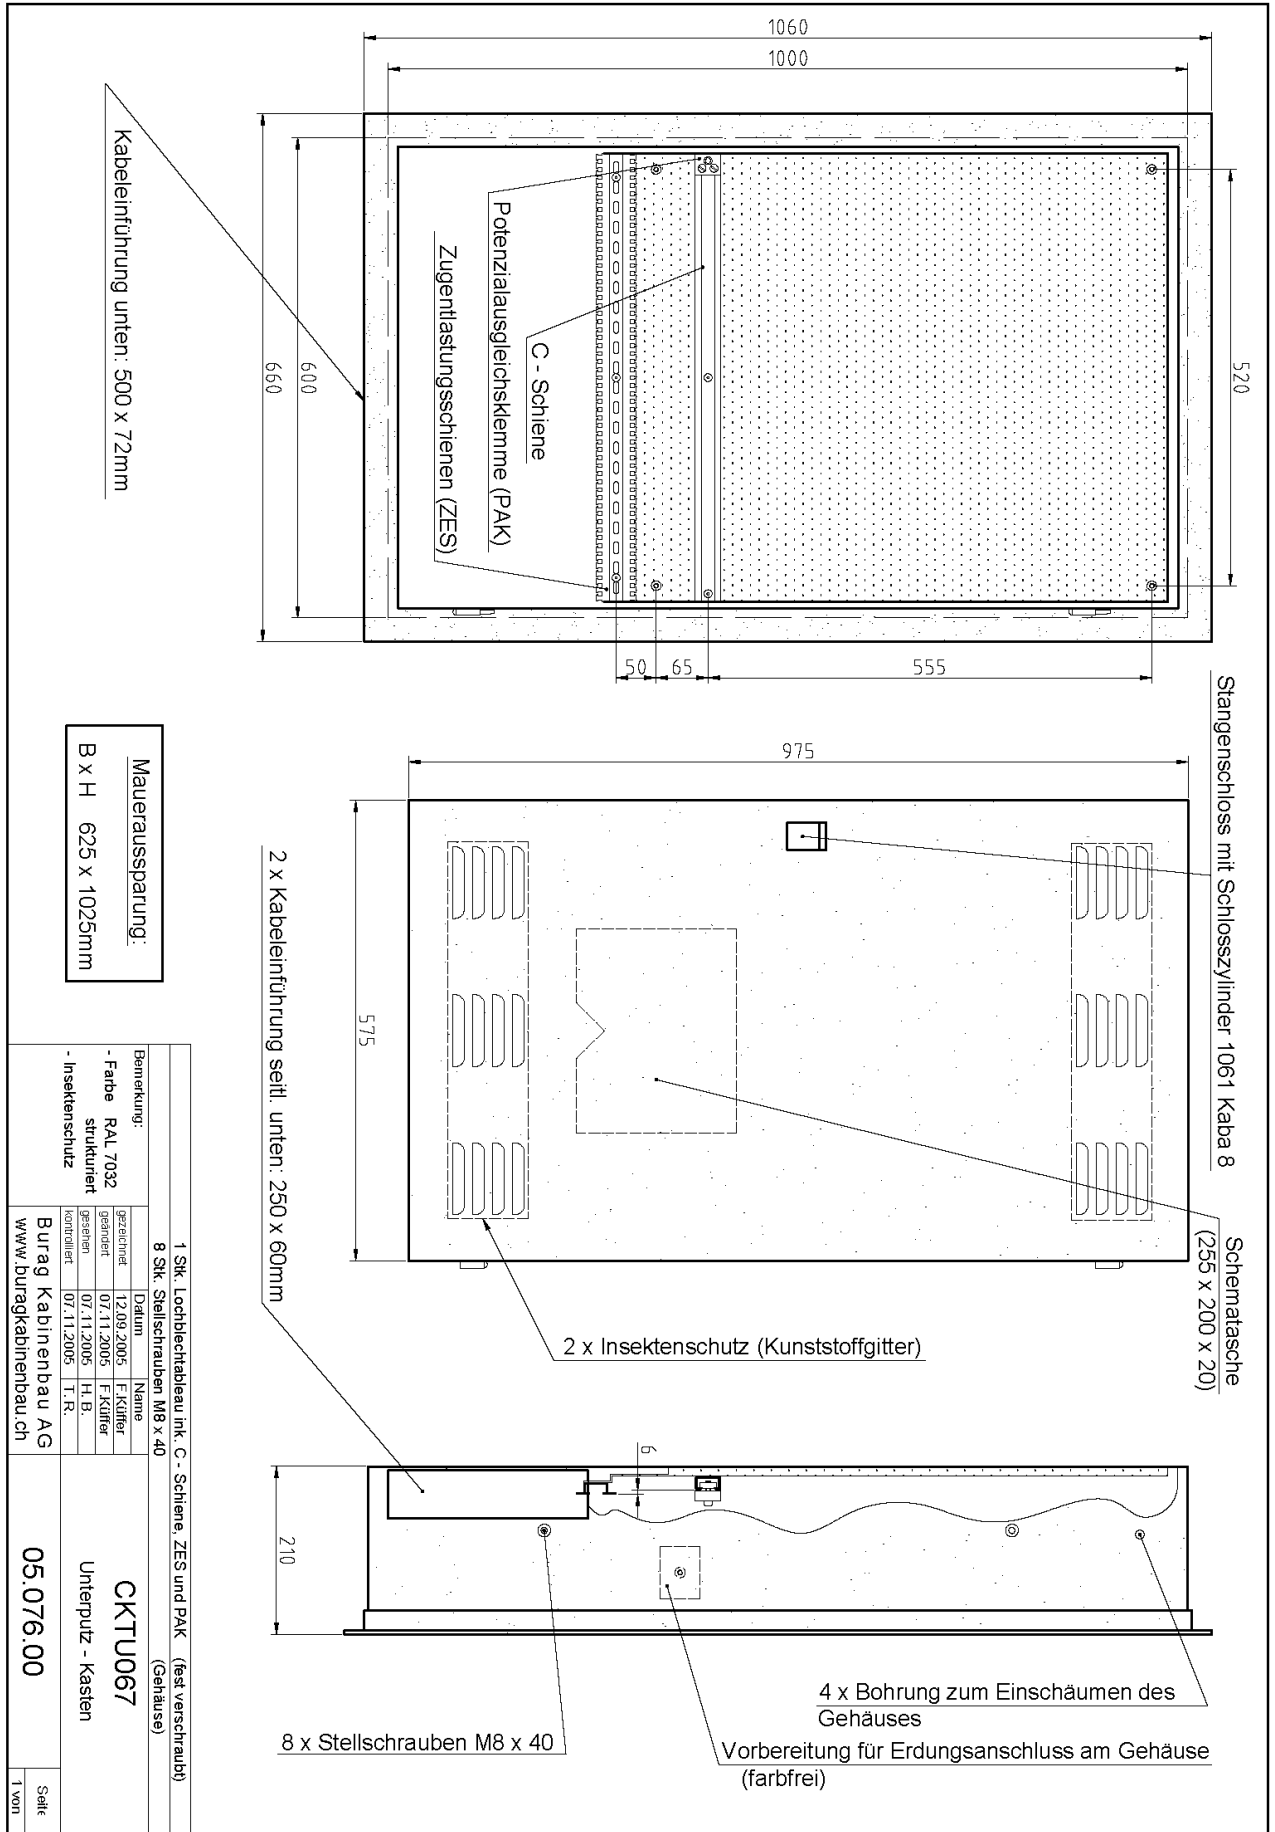 1060
1000
520
Kabeleinführung unten: 500 x 72mm
Potenzialausgleichsklemme (PAK)
Zugentlastungsschienen (ZES)
C - Schiene
600
660
50
65
555
Stangenschloss mit Schlosszylinder 1061 Kaba 8
975
575
Maueraussparung:
B x H 625 x 1025mm
2 x Kabeleinführung seitl. unten: 250 x 60mm
Schematasche
(255 x 200 x 20)
2 x Insektenschutz (Kunststoffgitter)
6
210
4 x Bohrung zum Einschäumen des
Gehäuses
Vorbereitung für Erdungsanschluss am Gehäuse
(farbfrei)
8 x Stellschrauben M8 x 40
1 Stk. Lochblechtableau ink. C - Schiene, ZES und PAK (fest verschraubt)
8 Stk. Stellschrauben M8 x 40 (Gehäuse)
Bemerkung:
- Farbe RAL 7032
strukturiert
- Insektenschutz
Datum Name
gezeichnet 12.09.2005 F.Küffer
geändert 07.11.2005 F.Küffer
gesehen 07.11.2005 H.B.
kontrolliert 07.11.2005 T.R.
Burag Kabinenbau AG
www.buragkabinenbau.ch
CKTU067
Unterputz - Kasten
05.076.00
Seite
1 von